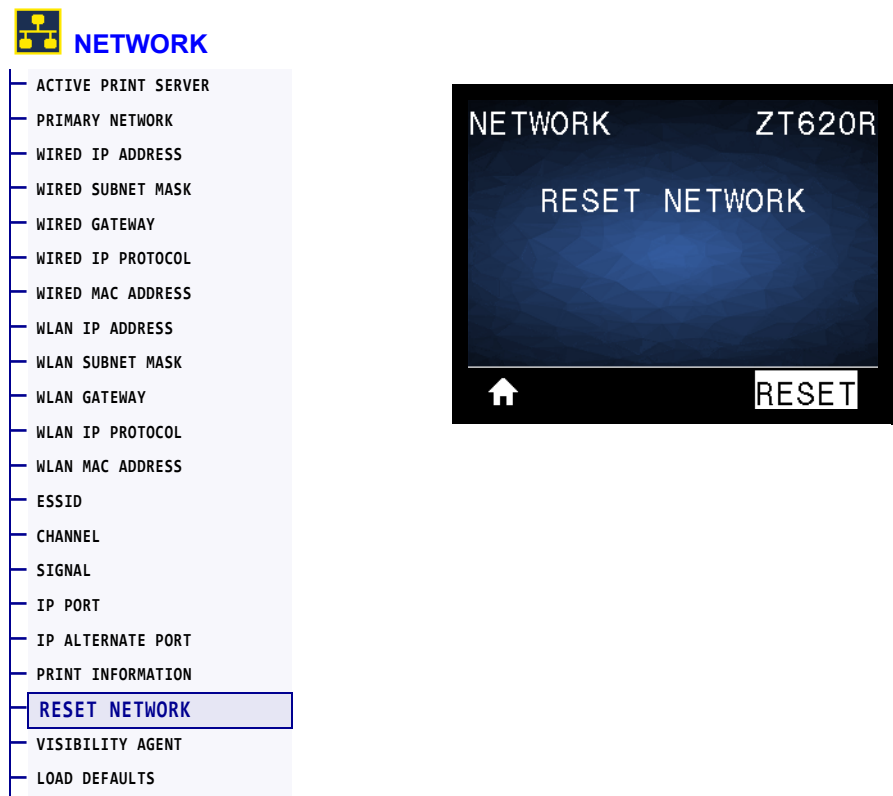 NETWORK
ACTIVE PRINT SERVER
PRIMARY NETWORK
WIRED IP ADDRESS
WIRED SUBNET MASK
WIRED GATEWAY
WIRED IP PROTOCOL
WIRED MAC ADDRESS
WLAN IP ADDRESS
WLAN SUBNET MASK
WLAN GATEWAY
WLAN IP PROTOCOL
WLAN MAC ADDRESS
ESSID
CHANNEL
SIGNAL
IP PORT
IP ALTERNATE PORT
PRINT INFORMATION
RESET NETWORK
VISIBILITY AGENT
LOAD DEFAULTS
NETWORK ZT620R
RESET NETWORK
RESET